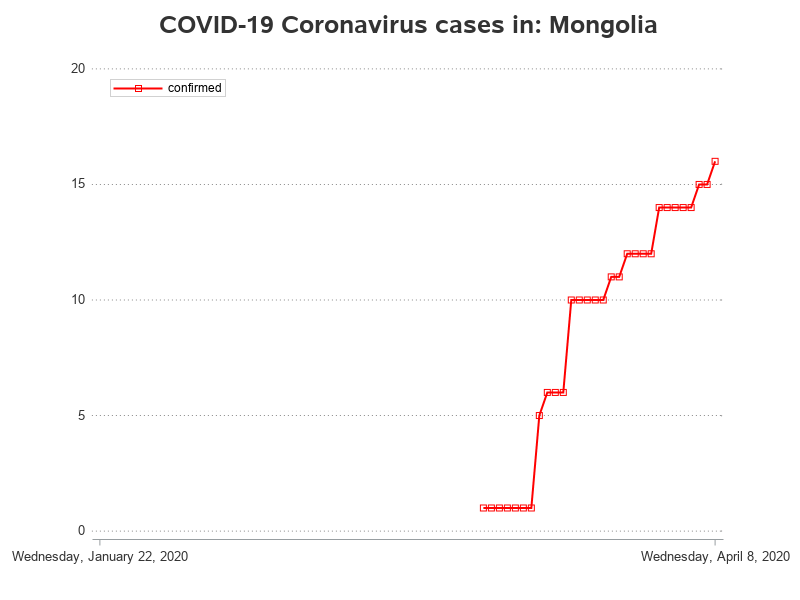 COVID-19 Coronavirus cases in: Mongolia
20
confirmed
15
10
5
0
Wednesday, January 22, 2020
Wednesday, April 8, 2020